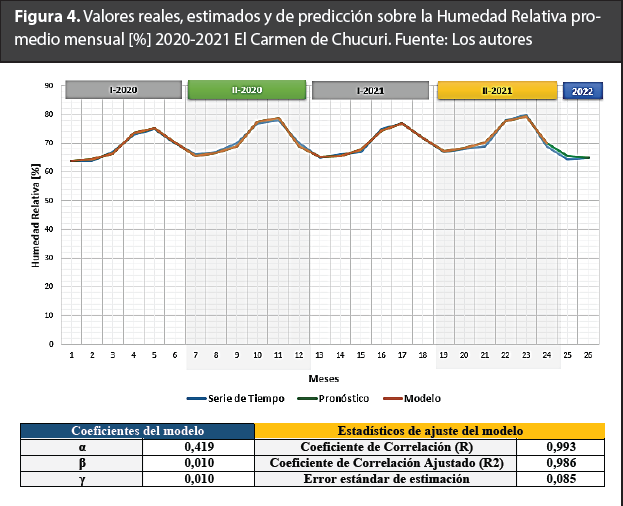 Figura 4. Valores reales, estimados y de predicción sobre la Humedad Relativa pro-
medio mensual [%] 2020-2021 El Carmen de Chucuri. Fuente: Los autores
I-2020 II-2020 I-2021 II-2021 2022
90
80
70
60
50
40
30
20
10
0
Humedad Relativa [%]
1 2 3 4 5 6 7 8 9 10 11 12 13 14 15 16 17 18 19 20 21 22 23 24 25 26
Meses
Serie de Tiempo Pronóstico Modelo
Coeficientes del modelo Estadísticos de ajuste del modelo
α 0,419 Coeficiente de Correlación (R) 0,993
β 0,010 Coeficiente de Correlación Ajustado (R2) 0,986
γ 0,010 Error estándar de estimación 0,085